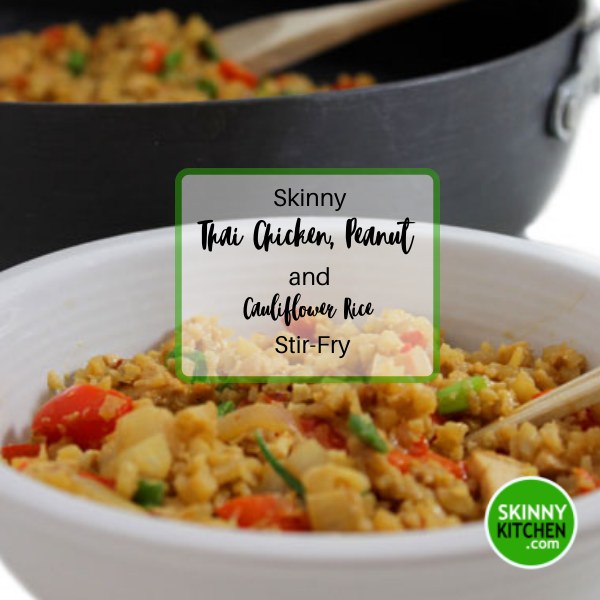 Skinny
Thai Chicken, Peanut
and
Cauliflower Rice
Stir-Fry
SKINNY
KITCHEN
.com